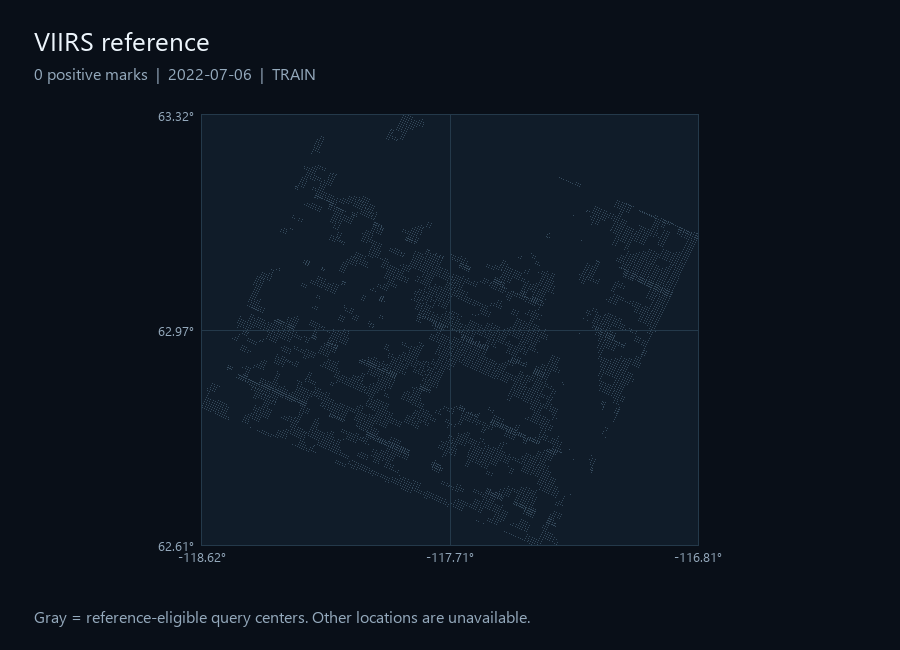 VIIRS reference
0 positive marks | 2022-07-06 | TRAIN
63.32°
62.97°
62.61°
-118.62° -117.71° -116.81°
Gray = reference-eligible query centers. Other locations are unavailable.